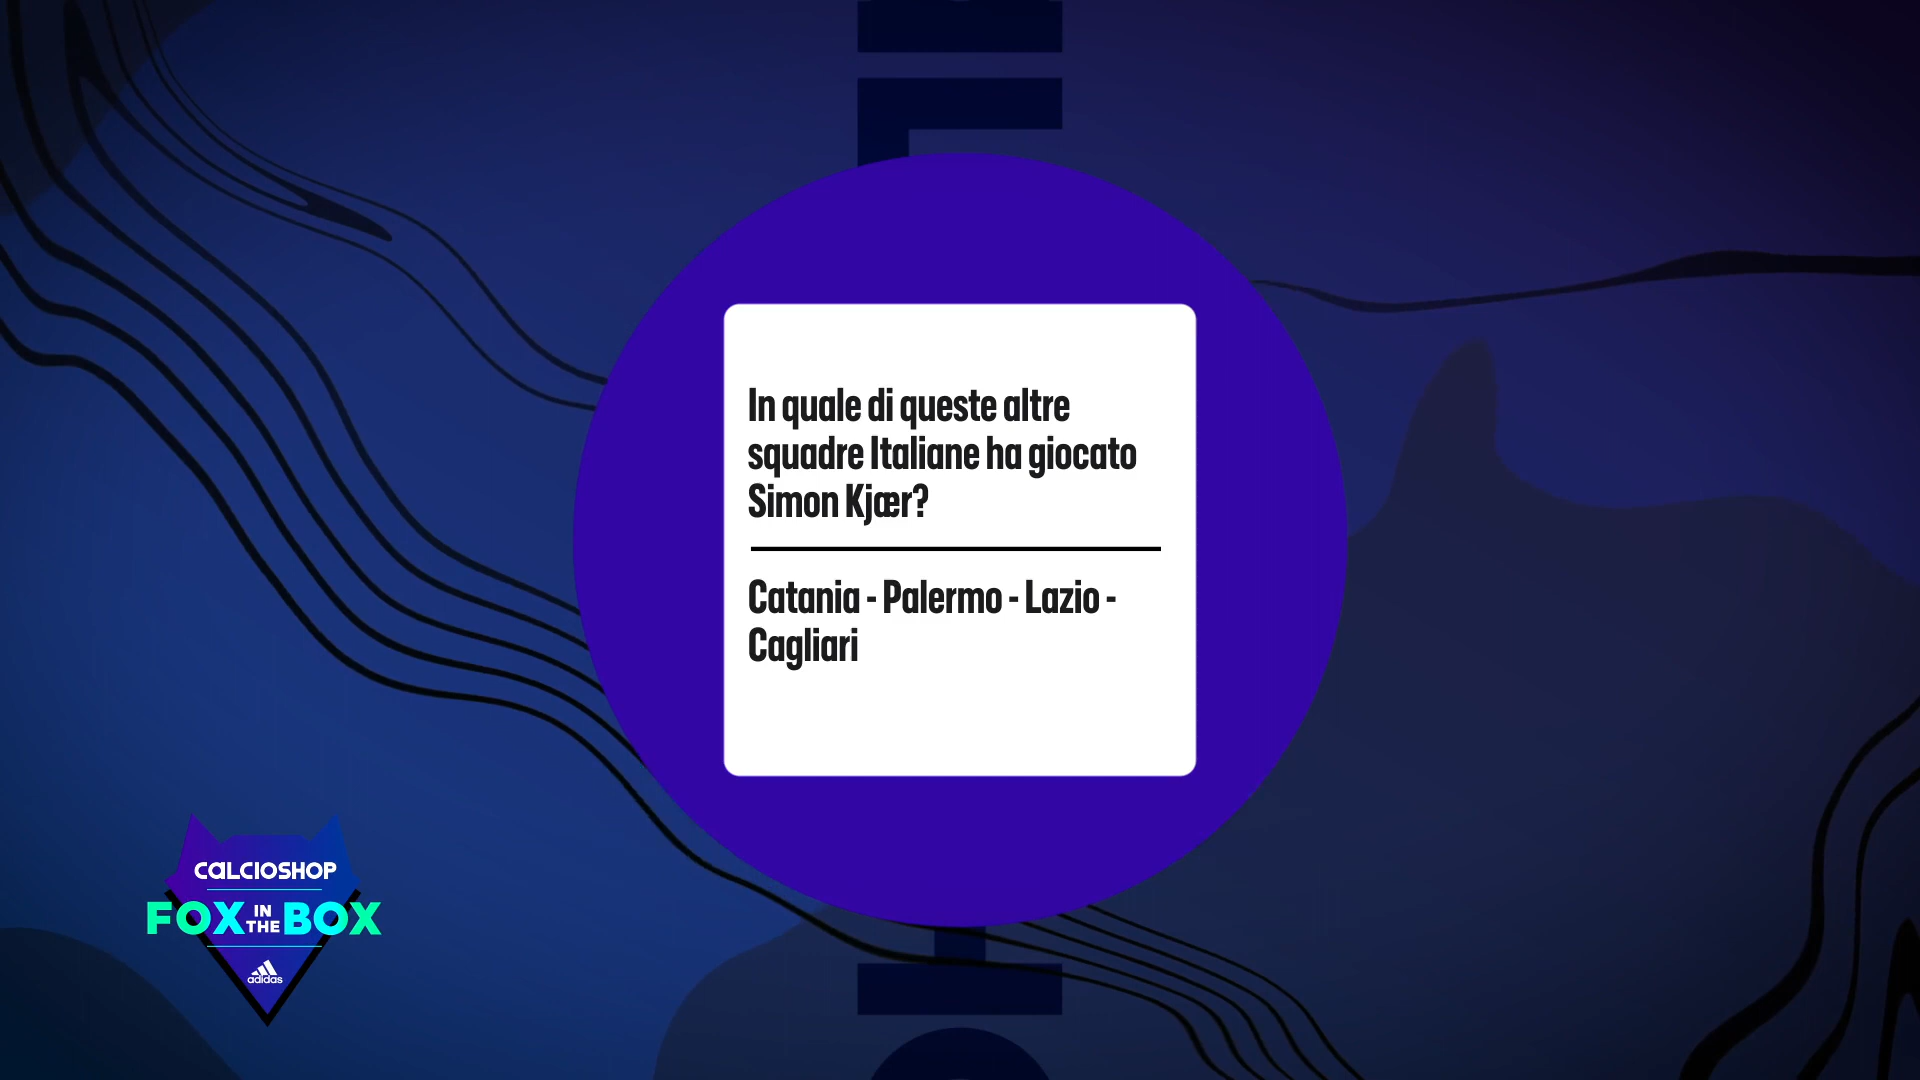 In quale di queste altre
squadre Italiane ha giocato
Simon Kjær?
Catania - Palermo - Lazio -
Cagliari
CALCIOSHOP
FOX IN THE BOX
adidas